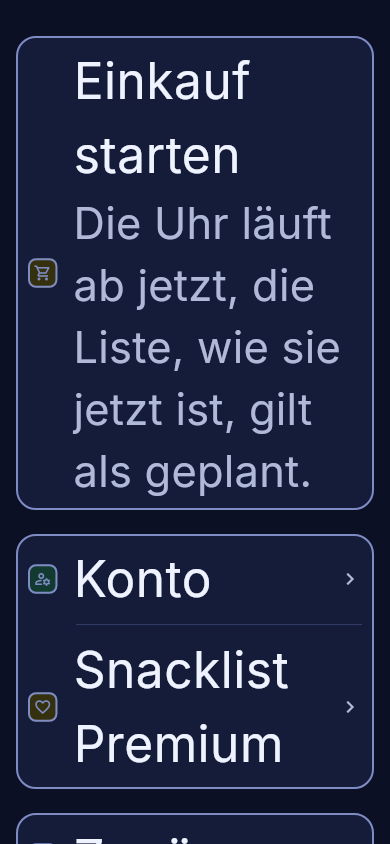 Einkauf
starten
Die Uhr läuft
ab jetzt, die
Liste, wie sie
jetzt ist, gilt
als geplant.
Konto
Snacklist
Premium